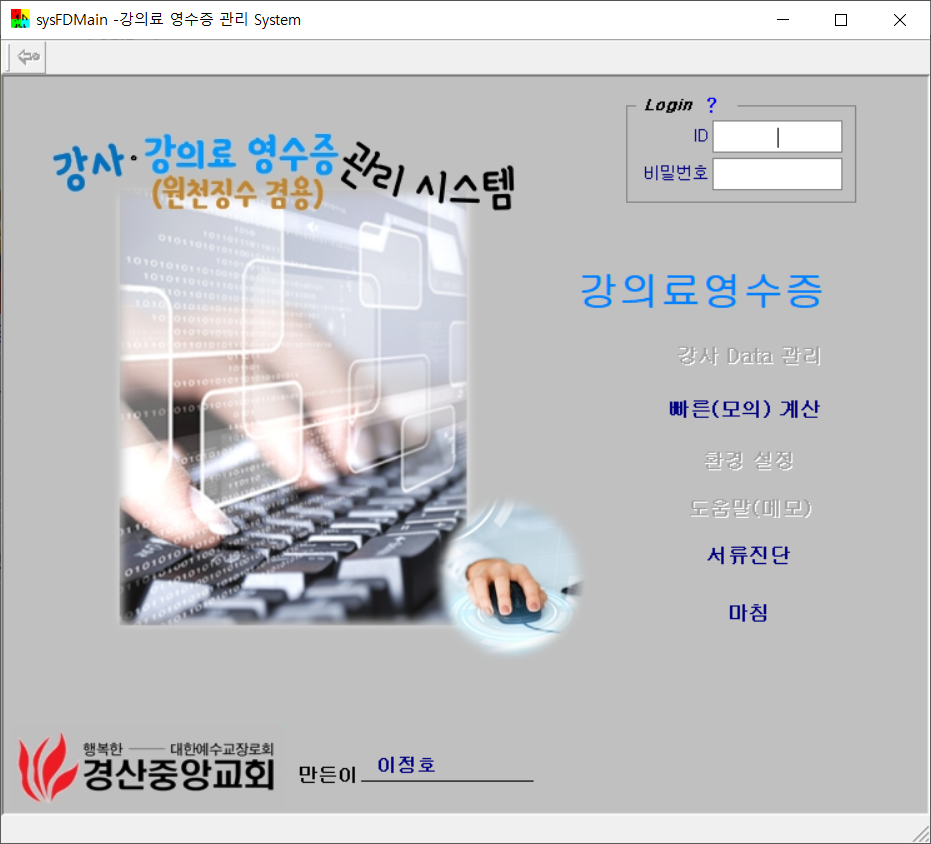 sysFDMain -강의료 영수증 관리 System
Login ?
ID
비밀번호
강사·강의료 영수증관리 시스템
(원천징수 겸용)
강의료영수증
강사 Data 관리
빠른(모의) 계산
환경 설정
도움말(메모)
서류진단
마침
행복한 대한예수교장로회
경산중앙교회
만든이 이정호